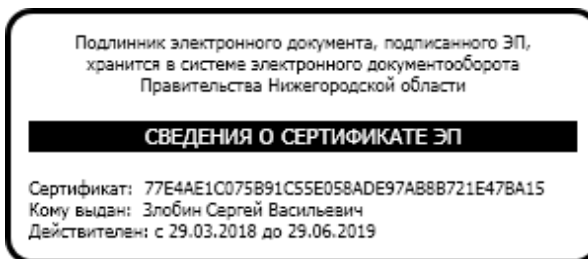 Подлинник электронного документа, подписанного ЭП,
хранится в системе электронного документооборота
Правительства Нижегородской области
СВЕДЕНИЯ О СЕРТИФИКАТЕ ЭП
Сертификат: 77E4AE1C075B91C55E058ADE97AB8B721E47BA15
Кому выдан: Злобин Сергей Васильевич
Действителен: с 29.03.2018 до 29.06.2019